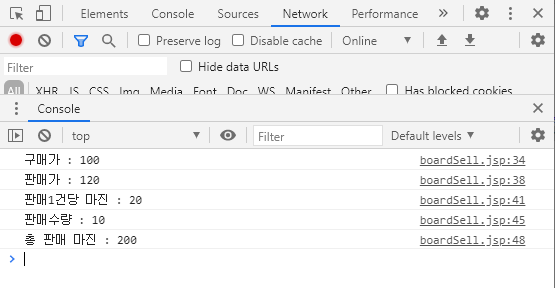 Elements Console Sources Network Performance »
Preserve log Disable cache Online
Filter Hide data URLs
All XHR JS CSS Img Media Font Doc WS Manifest Other Has blocked cookies
Console
top Filter Default levels
구매가 : 100 boardSell.jsp:34
판매가 : 120 boardSell.jsp:38
판매1건당 마진 : 20 boardSell.jsp:41
판매수량 : 10 boardSell.jsp:45
총 판매 마진 : 200 boardSell.jsp:48
>